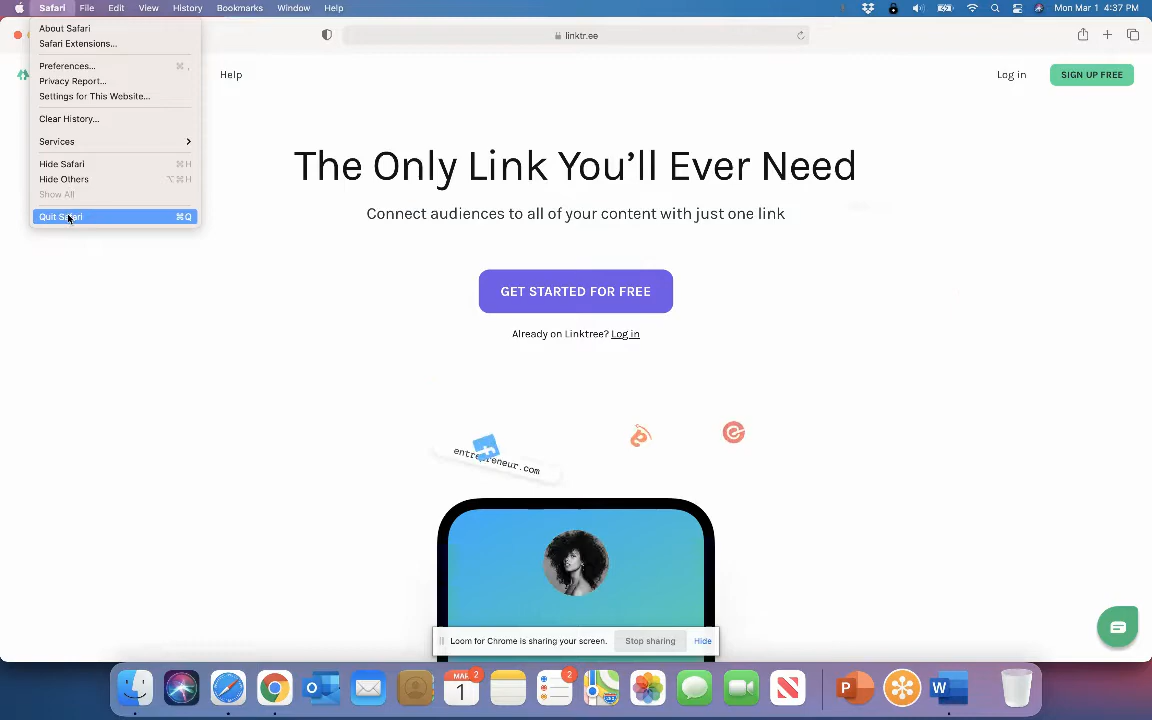 Safari File Edit View History Bookmarks Window Help Mon Mar 1 4:37 PM
About Safari
Safari Extensions...
Preferences... ⌘ ,
Privacy Report...
Settings for This Website...
Clear History...
Services
Hide Safari ⌘H
Hide Others ⌥⌘H
Show All
Quit Safari ⌘Q
linktr.ee
Help Log in SIGN UP FREE
The Only Link You'll Ever Need
Connect audiences to all of your content with just one link
GET STARTED FOR FREE
Already on Linktree? Log in
entrepreneur.com
Loom for Chrome is sharing your screen. Stop sharing Hide
MAR 2 2
1
P W